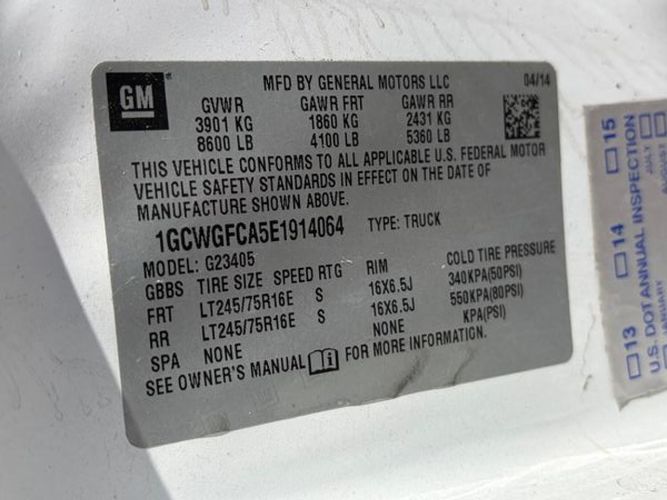 GM
MFD BY GENERAL MOTORS LLC 04/14
GVWR GAWR FRT GAWR RR
3901 KG 1860 KG 2431 KG
8600 LB 4100 LB 5360 LB
THIS VEHICLE CONFORMS TO ALL APPLICABLE U.S. FEDERAL MOTOR
VEHICLE SAFETY STANDARDS IN EFFECT ON THE DATE OF
MANUFACTURE SHOWN ABOVE.
1GCWGFCA5E1914064 TYPE: TRUCK
MODEL: G23405
GBBS TIRE SIZE SPEED RTG RIM COLD TIRE PRESSURE
FRT LT245/75R16E S 16X6.5J 340KPA(50PSI)
RR LT245/75R16E S 16X6.5J 550KPA(80PSI)
SPA NONE NONE KPA(PSI)
SEE OWNER'S MANUAL FOR MORE INFORMATION.
13 14 15
U.S. DOT ANNUAL INSPECTION
JULY